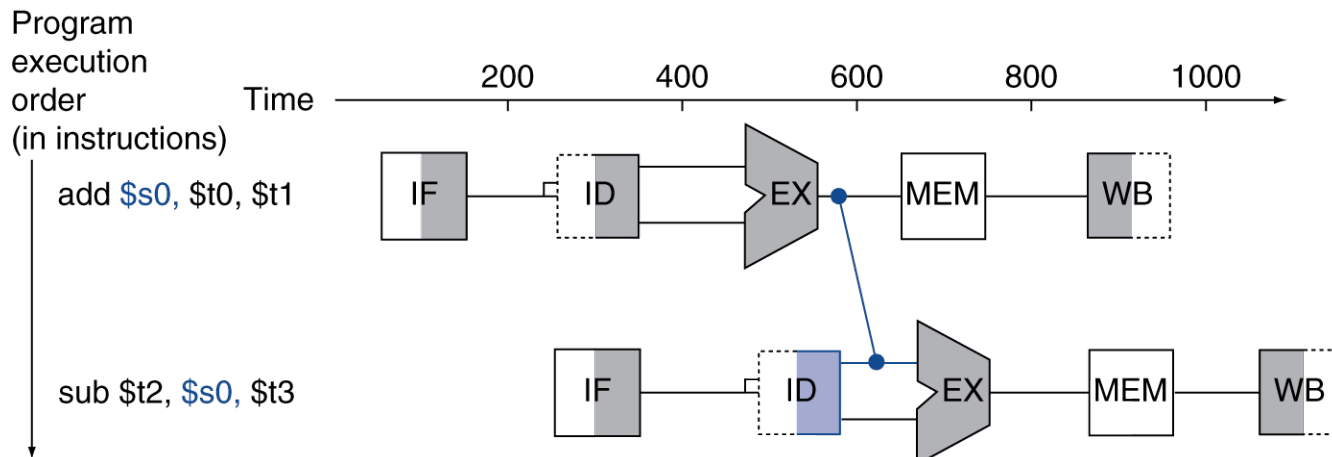 Program
execution
order
(in instructions)
Time
200 400 600 800 1000
add $s0, $t0, $t1
IF ID EX MEM WB
sub $t2, $s0, $t3
IF ID EX MEM WB